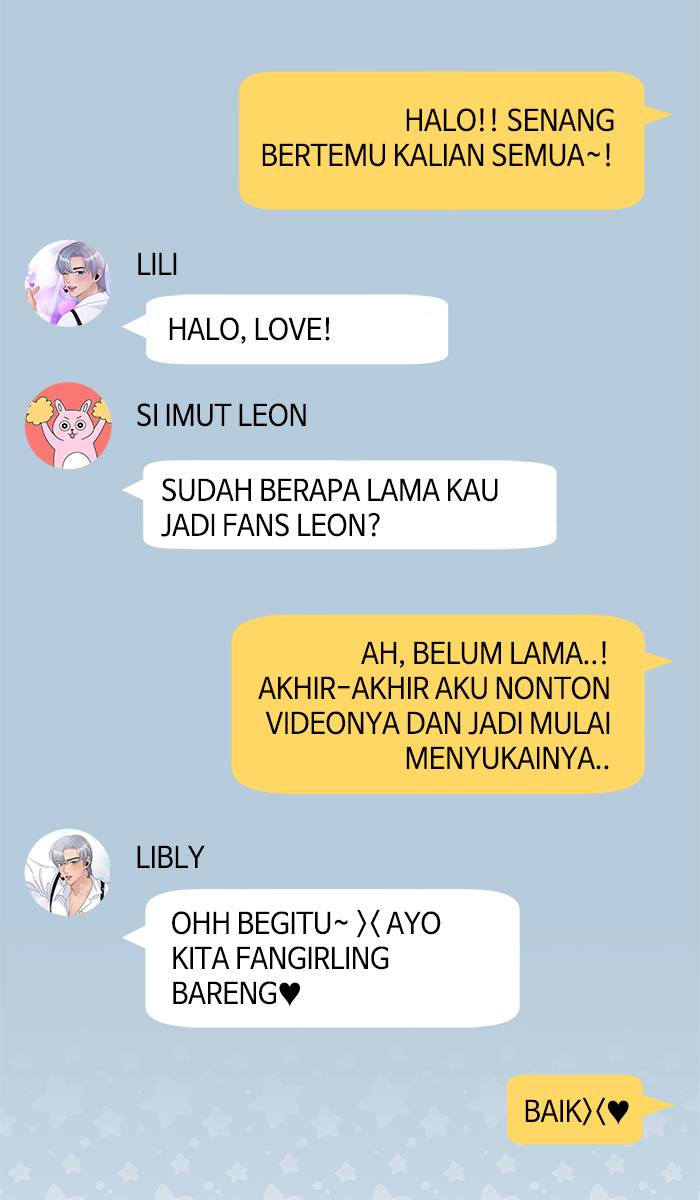 HALO!! SENANG
BERTEMU KALIAN SEMUA~!
LILI
HALO, LOVE!
SI IMUT LEON
SUDAH BERAPA LAMA KAU
JADI FANS LEON?
AH, BELUM LAMA..!
AKHIR-AKHIR AKU NONTON
VIDEONYA DAN JADI MULAI
MENYUKAINYA..
LIBLY
OHH BEGITU~ 〉〈 AYO
KITA FANGIRLING
BARENG♥
BAIK〉〈♥